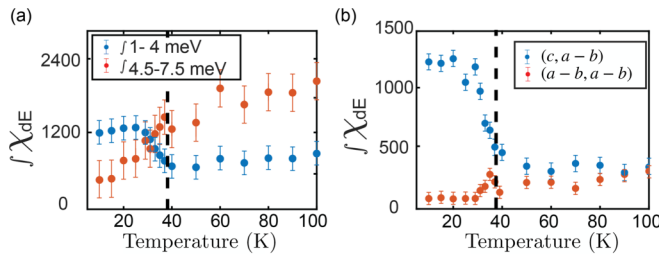 (a)
2400
1200
0
∫χdE
∫1- 4 meV
∫4.5-7.5 meV
20
40
60
80
100
Temperature (K)
(b)
1500
1000
500
0
∫χdE
(c, a − b)
(a − b, a − b)
0
20
40
60
80
100
Temperature (K)